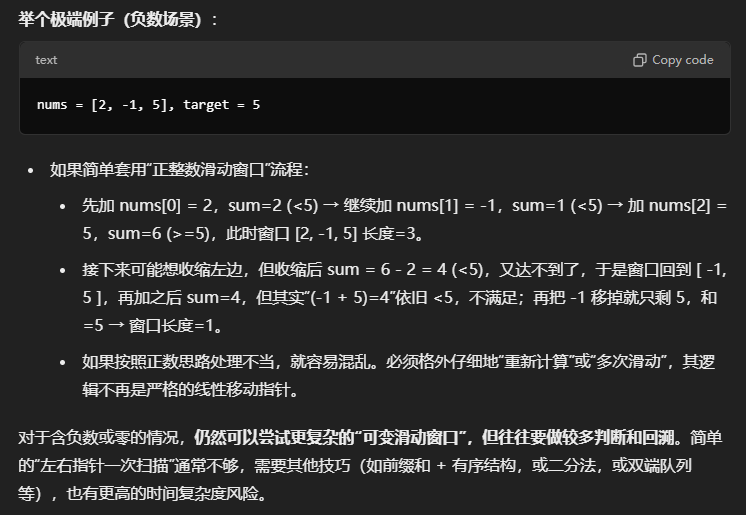 举个极端例子（负数场景）：
text
Copy code
nums = [2, -1, 5], target = 5
如果简单套用“正整数滑动窗口”流程：
先加 nums[0] = 2，sum=2 (<5) → 继续加 nums[1] = -1，sum=1 (<5) → 加 nums[2] =
5，sum=6 (>=5)，此时窗口 [2, -1, 5] 长度=3。
接下来可能想收缩左边，但收缩后 sum = 6 - 2 = 4 (<5)，又达不到了，于是窗口回到 [ -1,
5 ]，再加之后 sum=4，但其实“(-1 + 5)=4”依旧 <5，不满足；再把 -1 移掉就只剩 5，和
=5 → 窗口长度=1。
如果按照正数思路处理不当，就容易混乱。必须格外仔细地“重新计算”或“多次滑动”，其逻
辑不再是严格的线性移动指针。
对于含负数或零的情况，仍然可以尝试更复杂的“可变滑动窗口”，但往往要做较多判断和回溯。简单
的“左右指针一次扫描”通常不够，需要其他技巧（如前缀和 + 有序结构，或二分法，或双端队列
等），也有更高的时间复杂度风险。